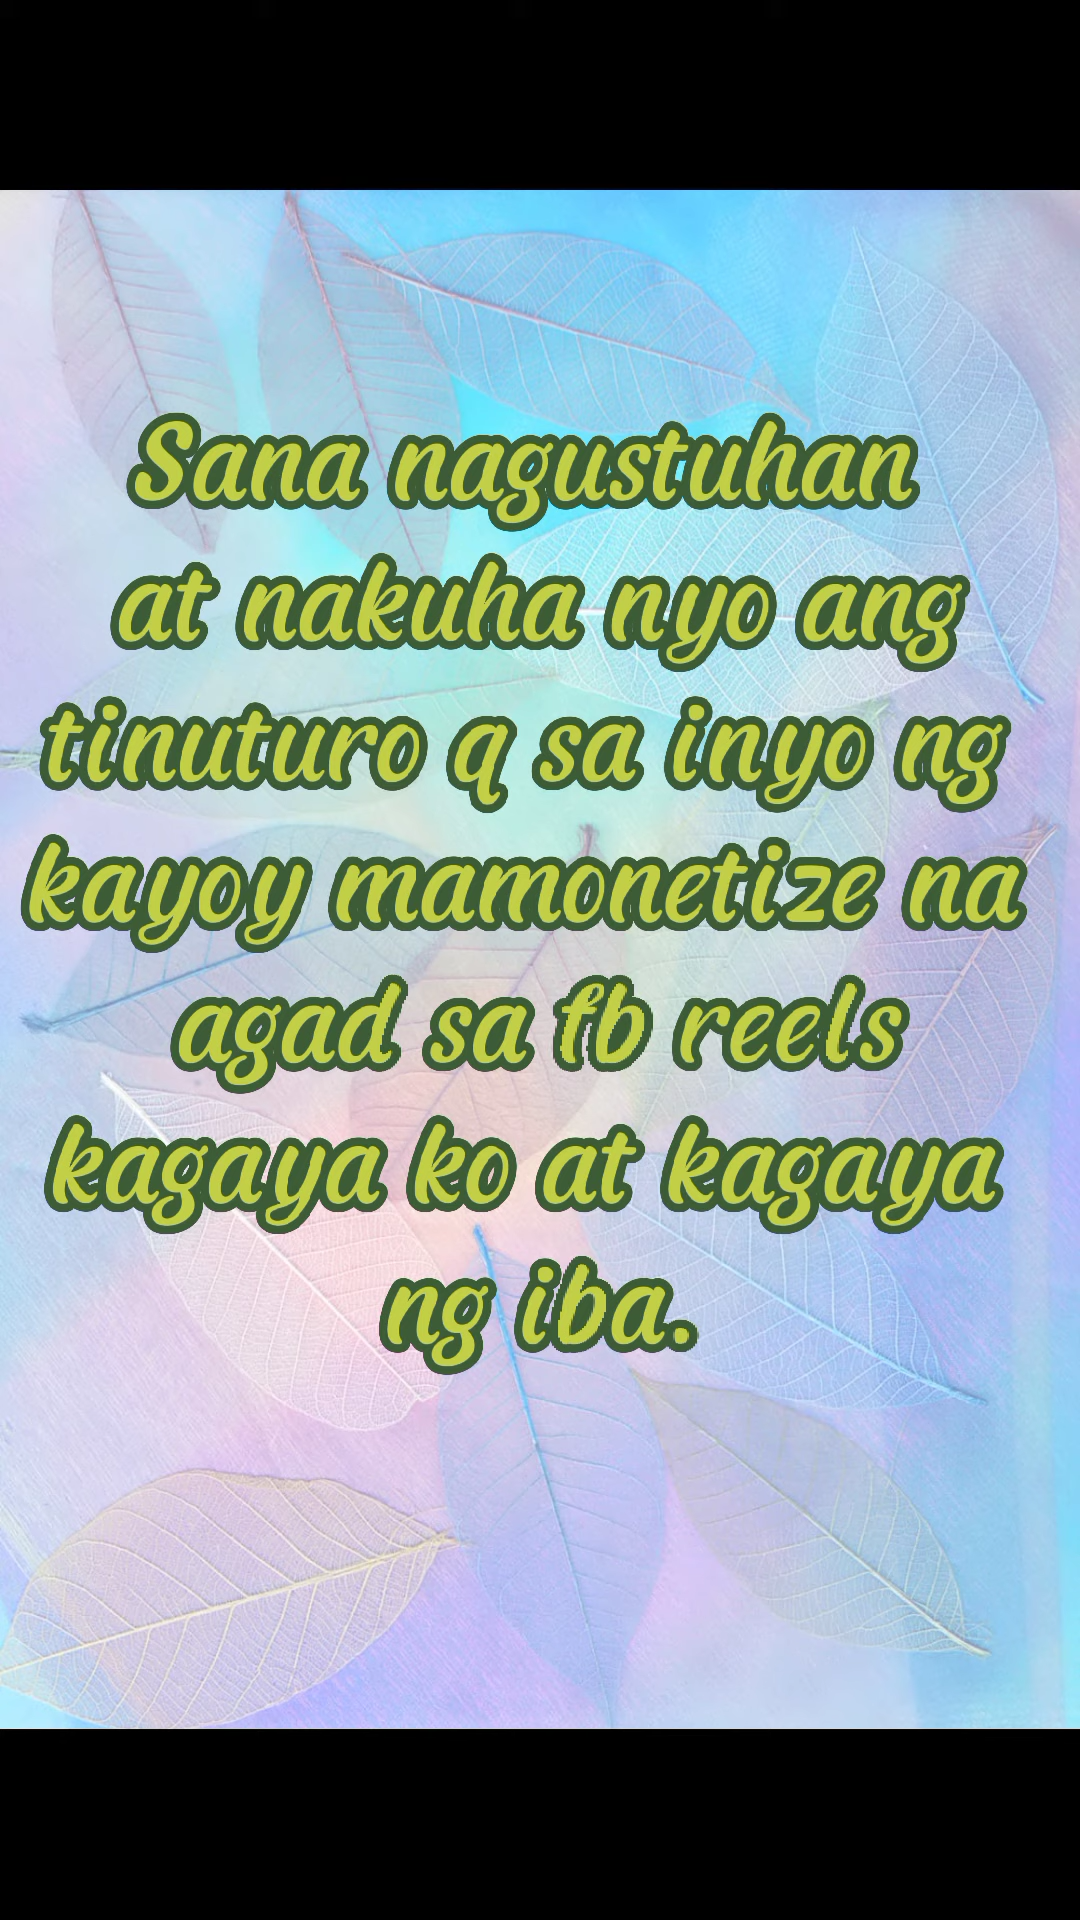 Sana nagustuhan
at nakuha nyo ang
tinuturo q sa inyo ng
kayoy mamonetize na
agad sa fb reels
kagaya ko at kagaya
ng iba.